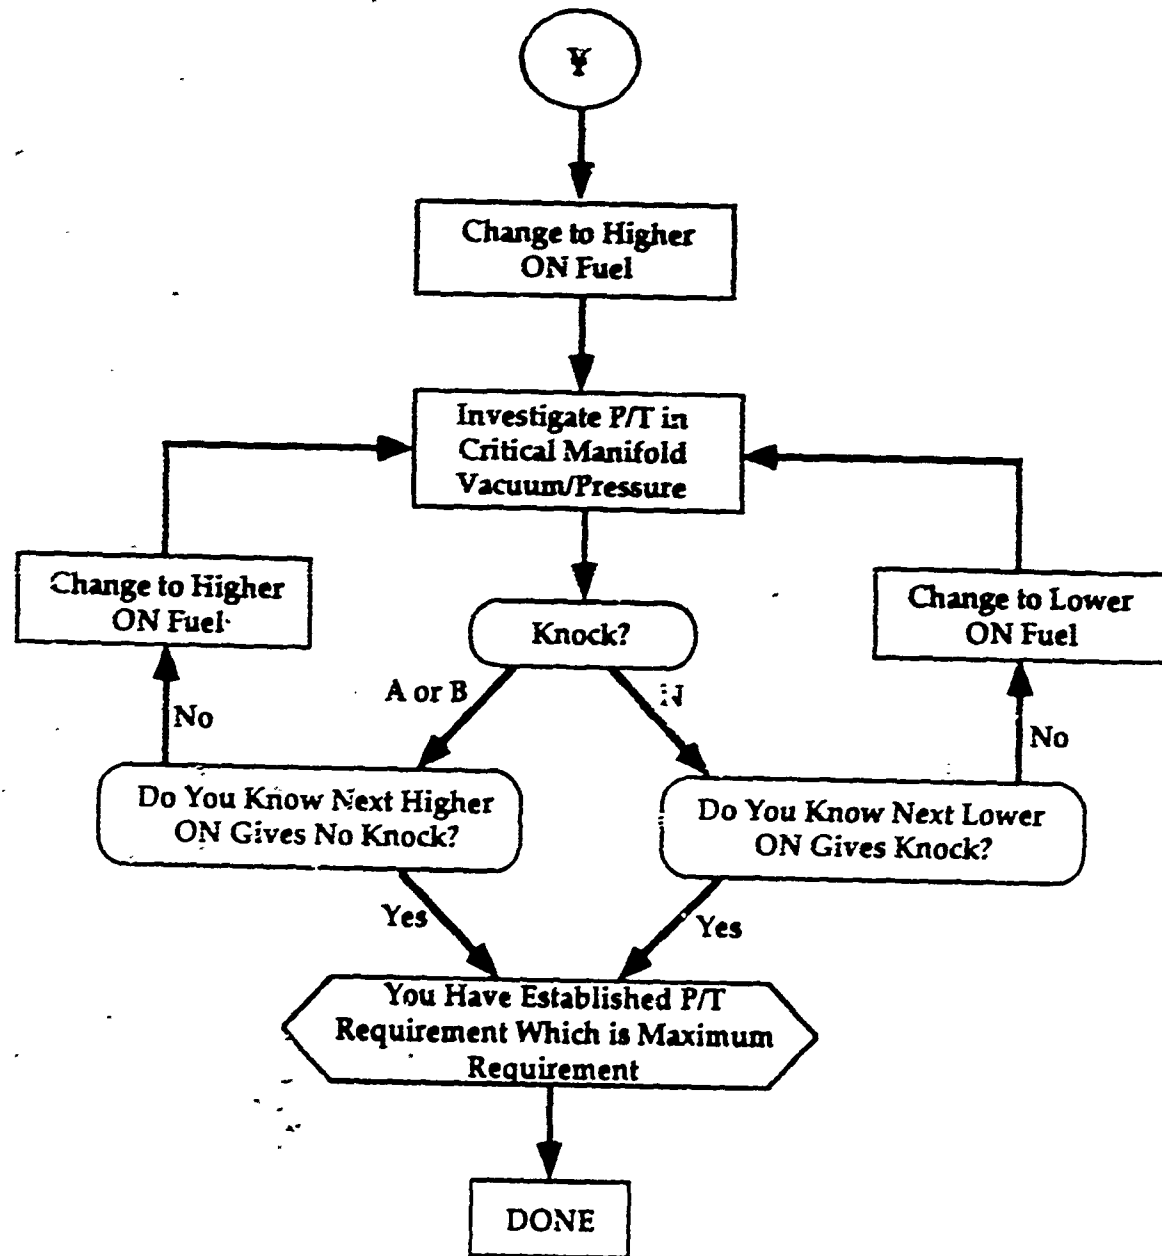 Change to Higher
ON Fuel
Investigate P/T in
Critical Manifold
Vacuum/Pressure
Change to Higher
ON Fuel
Change to Lower
ON Fuel
Knock?
A or B
N
No
No
Do You Know Next Higher
ON Gives No Knock?
Do You Know Next Lower
ON Gives Knock?
Yes
Yes
You Have Established P/T
Requirement Which is Maximum
Requirement
DONE